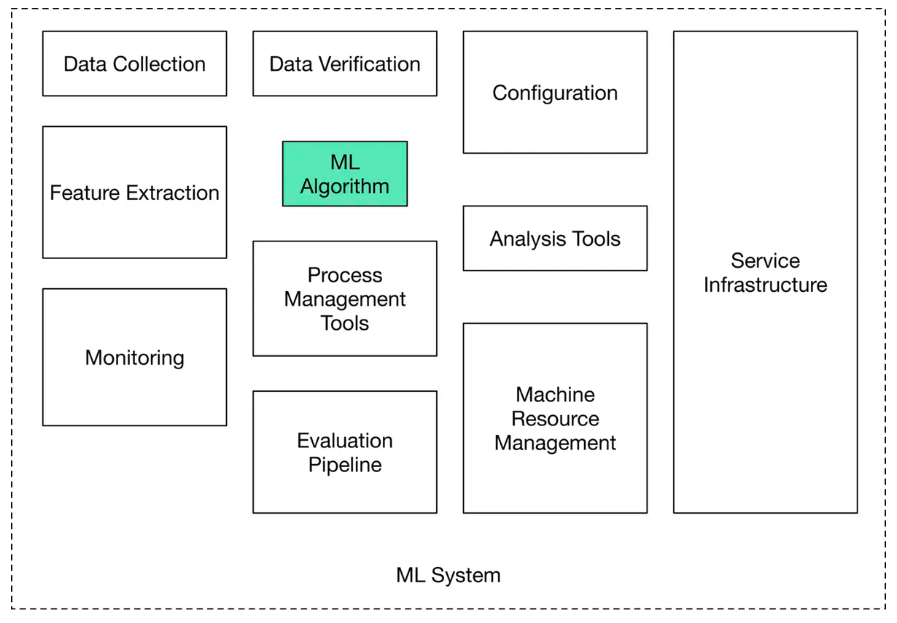 Data Collection
Data Verification
Configuration
Service
Infrastructure
ML
Algorithm
Feature Extraction
Analysis Tools
Process
Management
Tools
Monitoring
Machine
Resource
Management
Evaluation
Pipeline
ML System